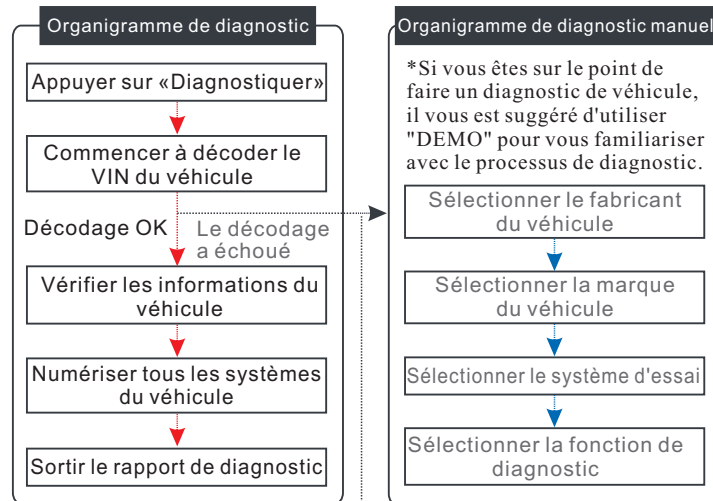 Organigramme de diagnostic
Appuyer sur «Diagnostiquer»
Commencer à décoder le
VIN du véhicule
Décodage OK
Le décodage
a échoué
Vérifier les informations du
véhicule
Numériser tous les systèmes
du véhicule
Sortir le rapport de diagnostic
Organigramme de diagnostic manuel
*Si vous êtes sur le point de
faire un diagnostic de véhicule,
il vous est suggéré d'utiliser
"DEMO" pour vous familiariser
avec le processus de diagnostic.
Sélectionner le fabricant
du véhicule
Sélectionner la marque
du véhicule
Sélectionner le système d'essai
Sélectionner la fonction de
diagnostic